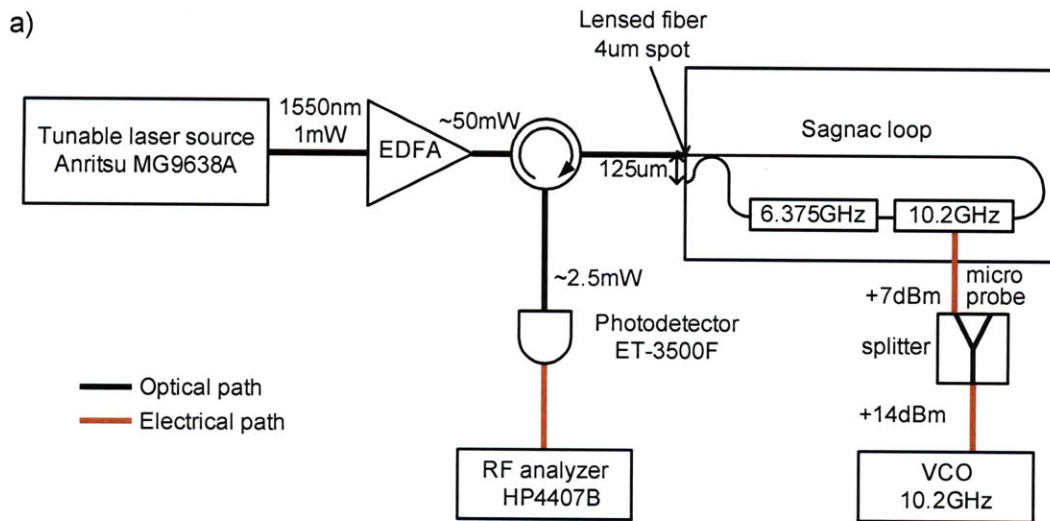 a)
Lensed fiber
4um spot
Tunable laser source
Anritsu MG9638A
1550nm
1mW
EDFA
~50mW
125um
Sagnac loop
6.375GHz
10.2GHz
~2.5mW
Photodetector
ET-3500F
+7dBm
micro
probe
splitter
+14dBm
Optical path
Electrical path
RF analyzer
HP4407B
VCO
10.2GHz